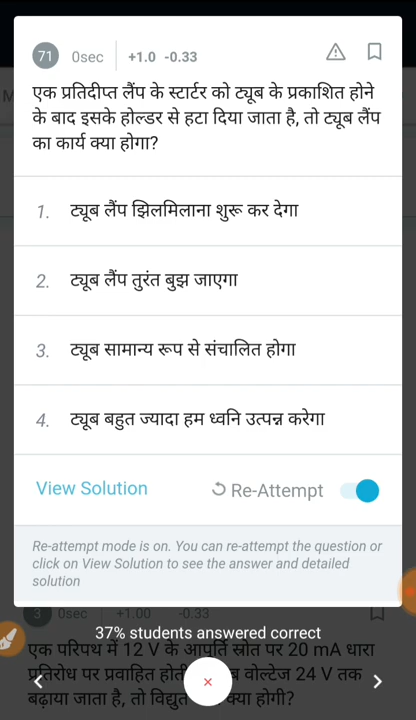 71 0sec +1.0 -0.33
एक प्रतिदीप्त लैंप के स्टार्टर को ट्यूब के प्रकाशित होने
के बाद इसके होल्डर से हटा दिया जाता है, तो ट्यूब लैंप
का कार्य क्या होगा?
1. ट्यूब लैंप झिलमिलाना शुरू कर देगा
2. ट्यूब लैंप तुरंत बुझ जाएगा
3. ट्यूब सामान्य रूप से संचालित होगा
4. ट्यूब बहुत ज्यादा हम ध्वनि उत्पन्न करेगा
View Solution Re-Attempt
Re-attempt mode is on. You can re-attempt the question or
click on View Solution to see the answer and detailed
solution
3 0sec +1.00 -0.33
37% students answered correct
एक परिपथ में 12 V के आपूर्ति स्रोत पर 20 mA धारा
प्रतिरोध पर प्रवाहित वोल्टेज 24 V तक
बढ़ाया जाता है, तो क्या होगी?